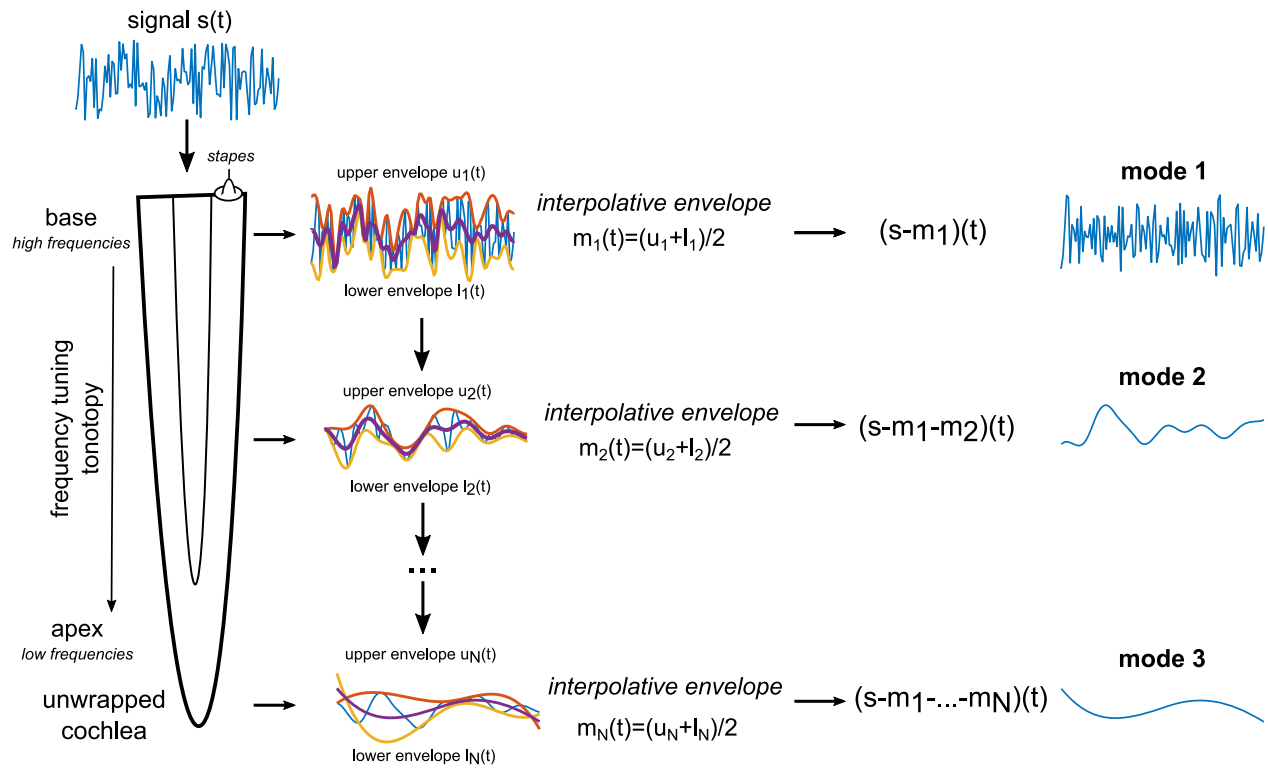 signal s(t)
stapes
base
high frequencies
frequency tuning
tonotopy
apex
low frequencies
unwrapped
cochlea
upper envelope u1(t)
lower envelope l1(t)
interpolative envelope
m1(t)=(u1+l1)/2
(s-m1)(t)
mode 1
upper envelope u2(t)
lower envelope l2(t)
interpolative envelope
m2(t)=(u2+l2)/2
(s-m1-m2)(t)
mode 2
...
upper envelope uN(t)
lower envelope lN(t)
interpolative envelope
mN(t)=(uN+lN)/2
(s-m1-...-mN)(t)
mode 3